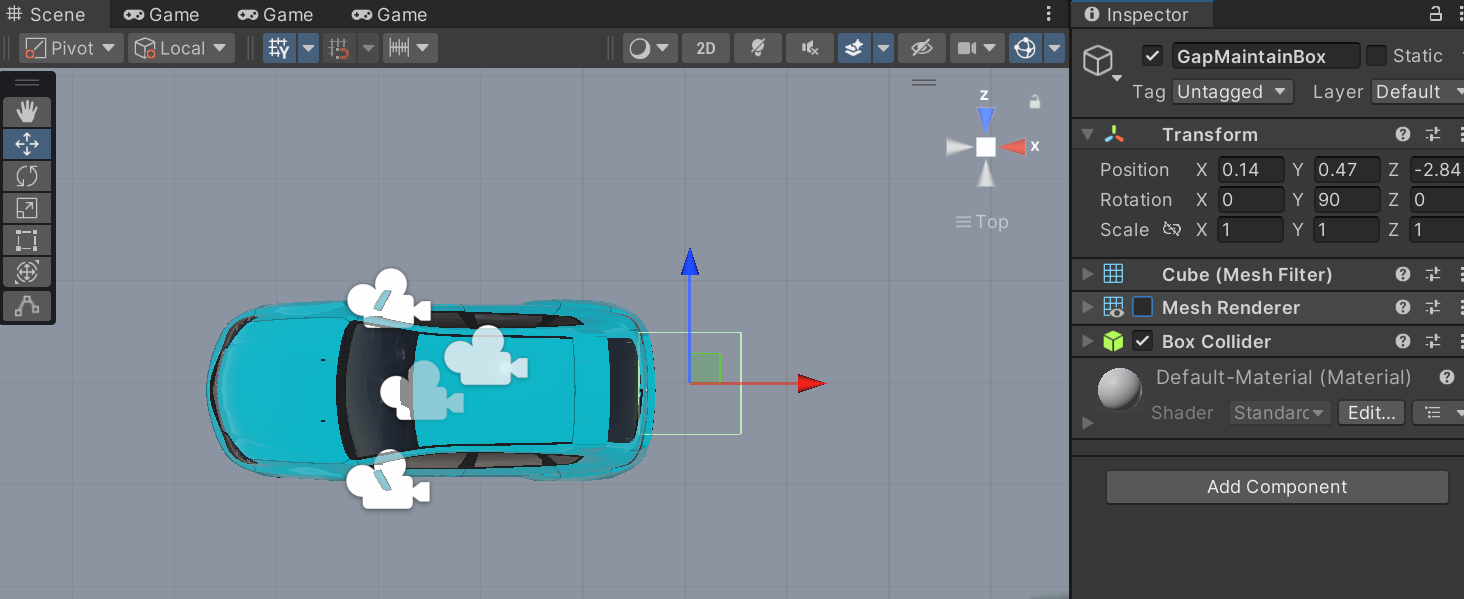 Scene Game Game Game Inspector
Pivot Local 2D
GapMaintainBox Static
Tag Untagged Layer Default
Transform
Position X 0.14 Y 0.47 Z -2.84
Rotation X 0 Y 90 Z 0
Scale X 1 Y 1 Z 1
Cube (Mesh Filter)
Mesh Renderer
Box Collider
Default-Material (Material)
Shader Standarc Edit...
Add Component
z
x
Top